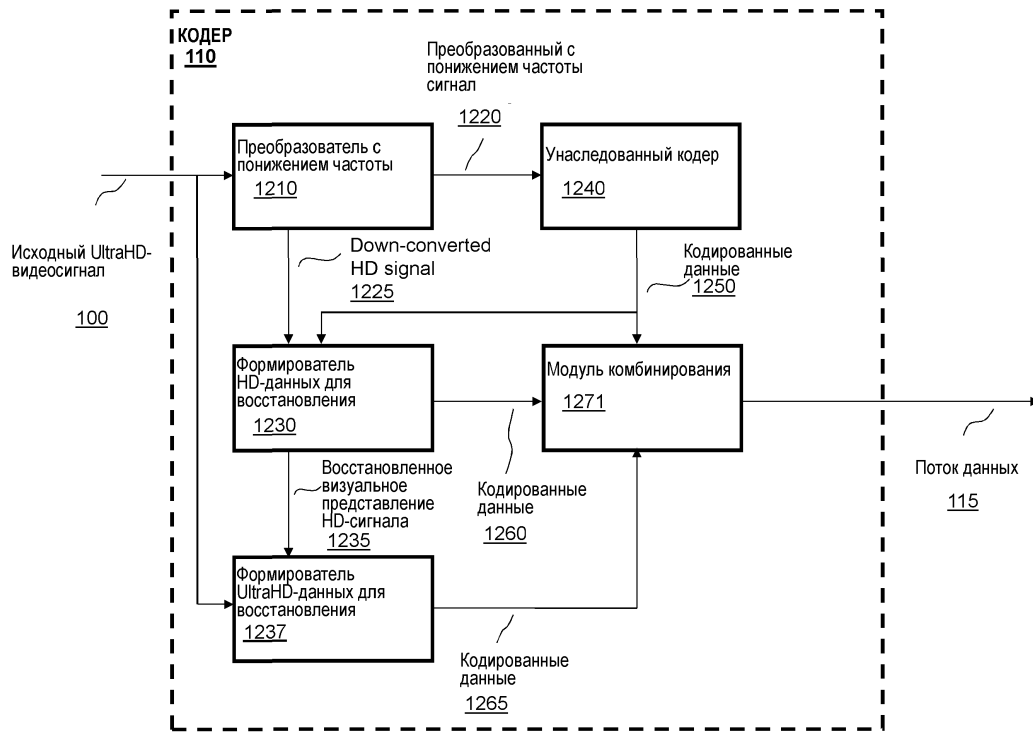 КОДЕР
110
Преобразованный с
понижением частоты
сигнал
1220
Преобразователь с
понижением частоты
1210
Унаследованный кодер
1240
Исходный UltraHD-
видеосигнал
100
Down-converted
HD signal
1225
Кодированные
данные
1250
Формирователь
HD-данных для
восстановления
1230
Модуль комбинирования
1271
Восстановленное
визуальное
представление
HD-сигнала
1235
Кодированные
данные
1260
Поток данных
115
Формирователь
UltraHD-данных для
восстановления
1237
Кодированные
данные
1265